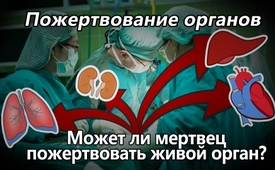 Пожертвование органов
Может ли мертвец
пожертвовать живой орган?